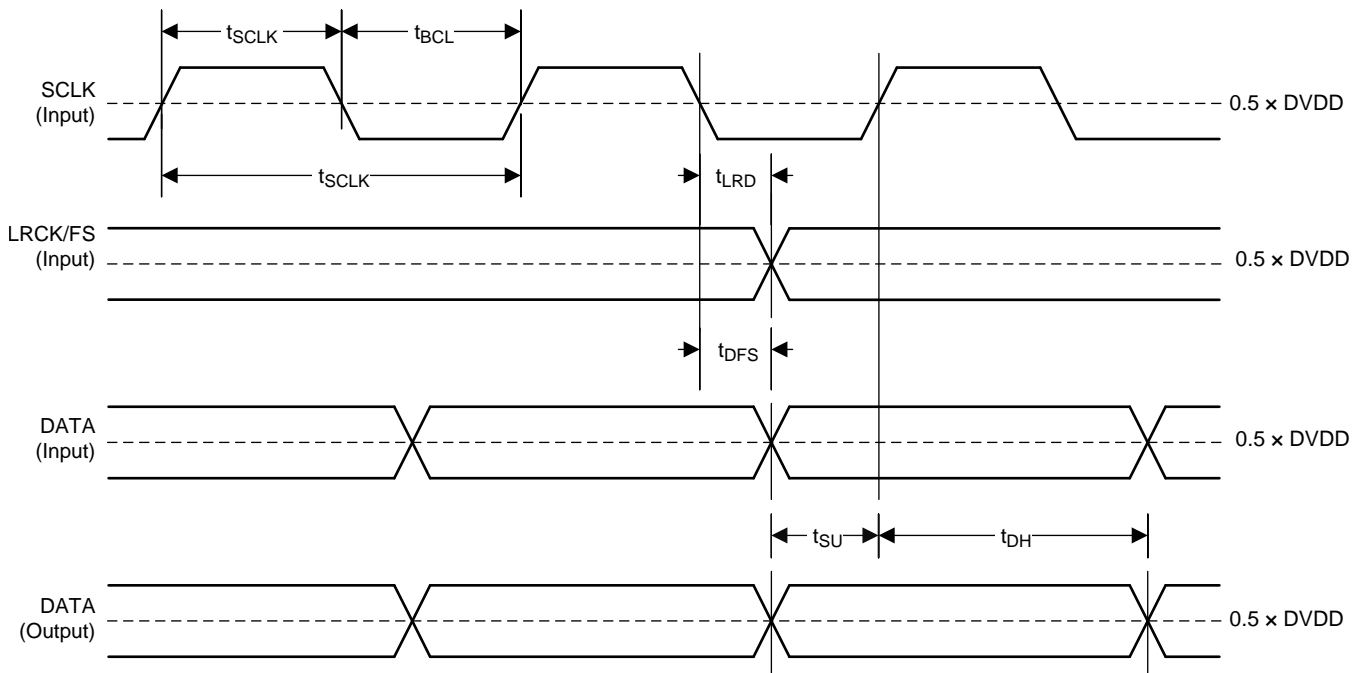 tSCLK
tBCL
SCLK
(Input)
0.5 × DVDD
tSCLK
tLRD
LRCK/FS
(Input)
0.5 × DVDD
tDFS
DATA
(Input)
0.5 × DVDD
tSU
tDH
DATA
(Output)
0.5 × DVDD